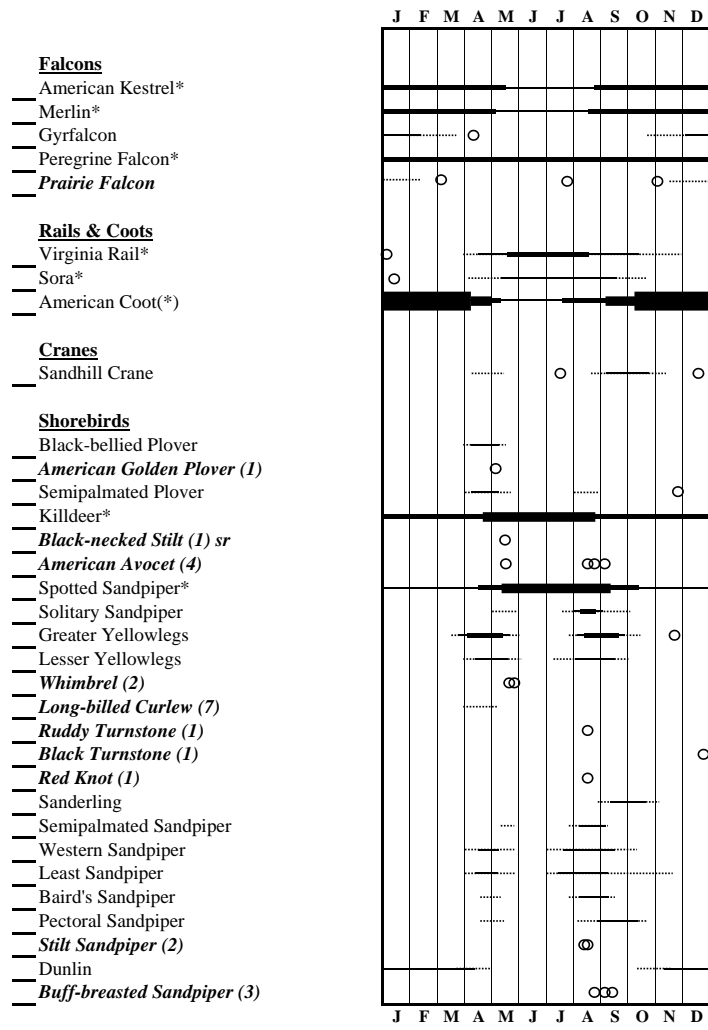 J F M A M J J A S O N D
Falcons
American Kestrel*
Merlin*
Gyrfalcon
Peregrine Falcon*
Prairie Falcon
Rails & Coots
Virginia Rail*
Sora*
American Coot(*)
Cranes
Sandhill Crane
Shorebirds
Black-bellied Plover
American Golden Plover (1)
Semipalmated Plover
Killdeer*
Black-necked Stilt (1) sr
American Avocet (4)
Spotted Sandpiper*
Solitary Sandpiper
Greater Yellowlegs
Lesser Yellowlegs
Whimbrel (2)
Long-billed Curlew (7)
Ruddy Turnstone (1)
Black Turnstone (1)
Red Knot (1)
Sanderling
Semipalmated Sandpiper
Western Sandpiper
Least Sandpiper
Baird's Sandpiper
Pectoral Sandpiper
Stilt Sandpiper (2)
Dunlin
Buff-breasted Sandpiper (3)
J F M A M J J A S O N D